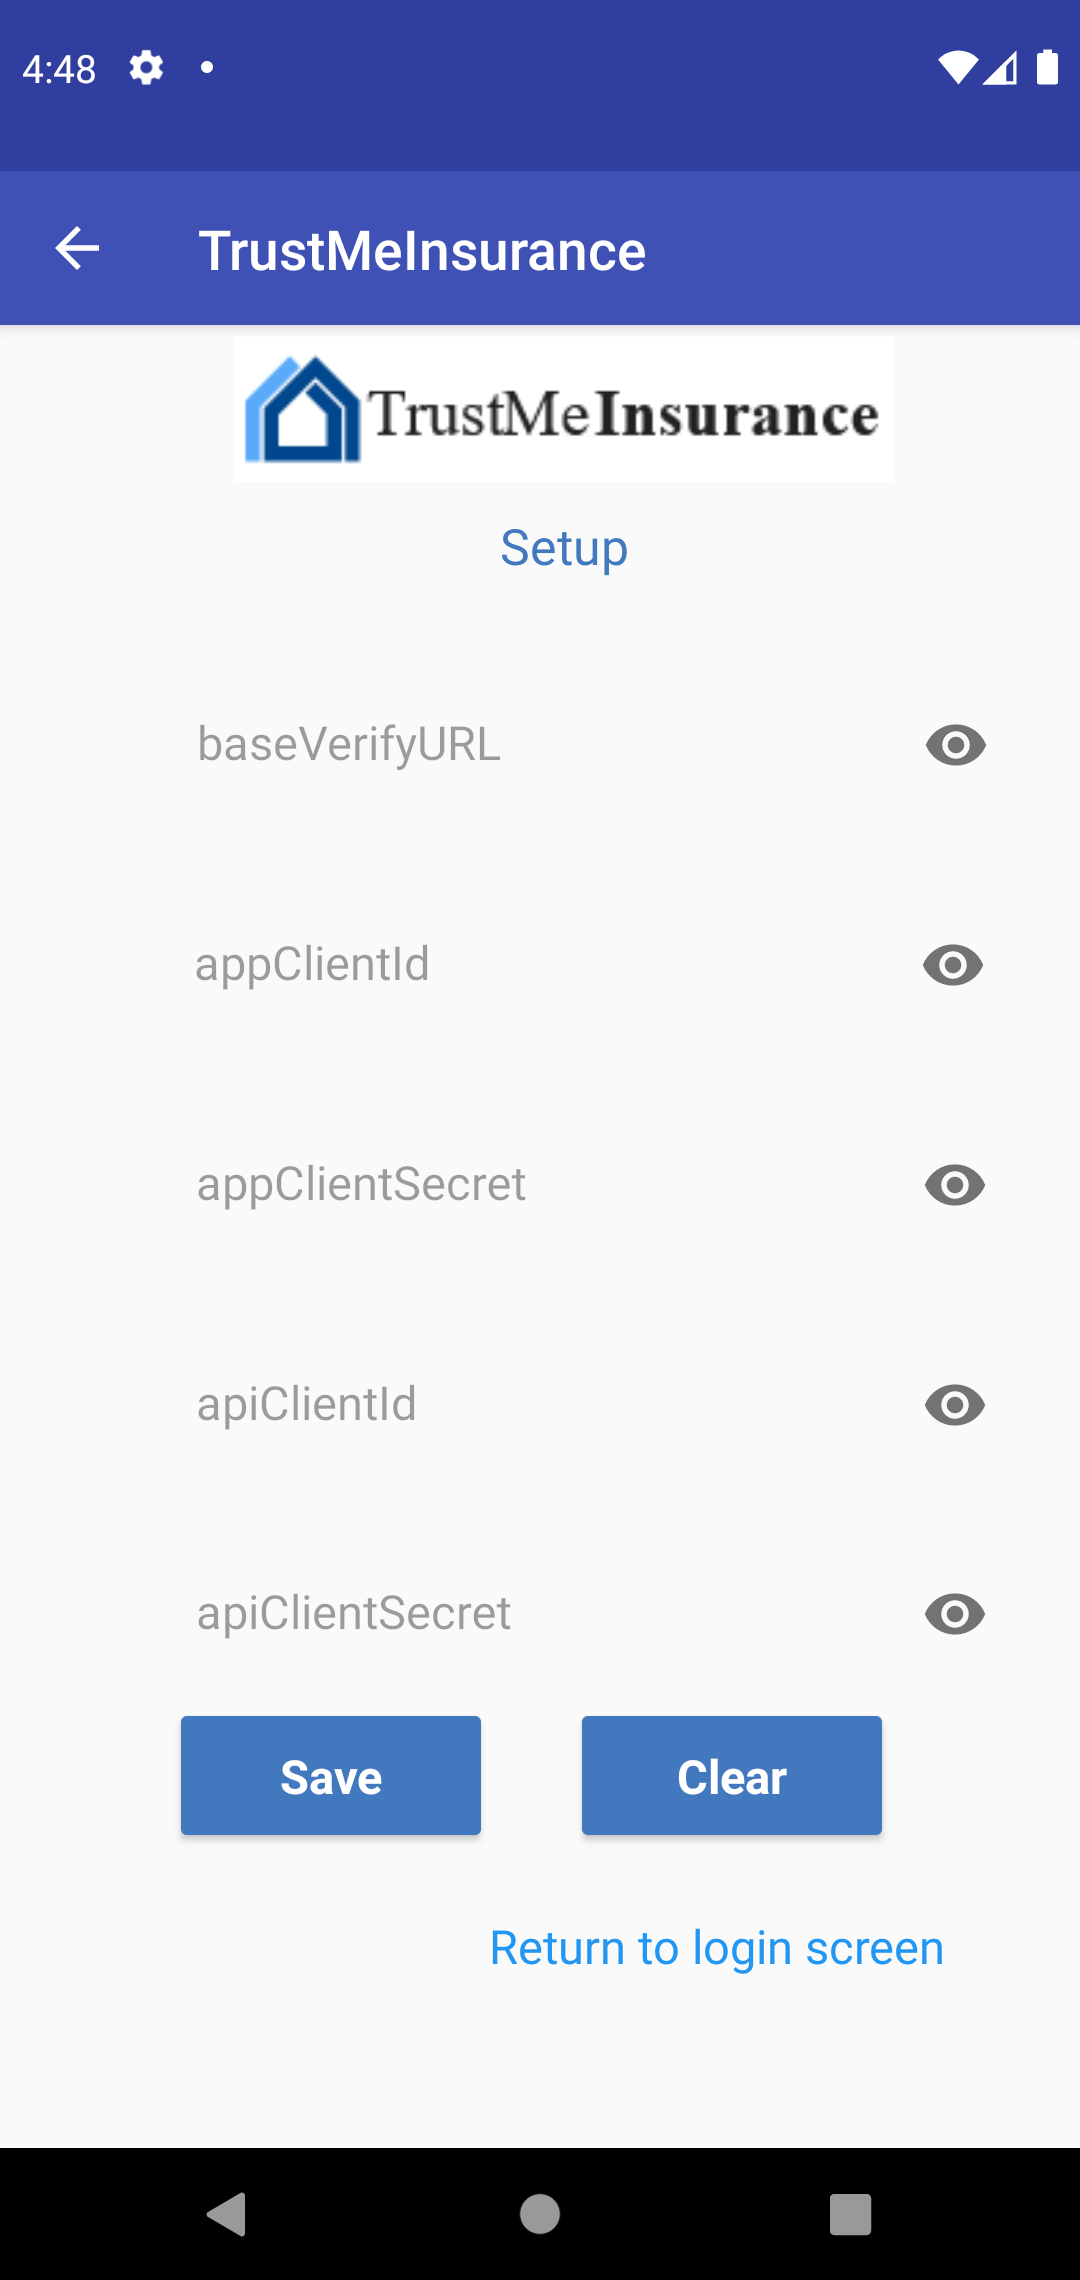 4:48
TrustMeInsurance
TrustMeInsurance
Setup
baseVerifyURL
appClientId
appClientSecret
apiClientId
apiClientSecret
Save Clear
Return to login screen